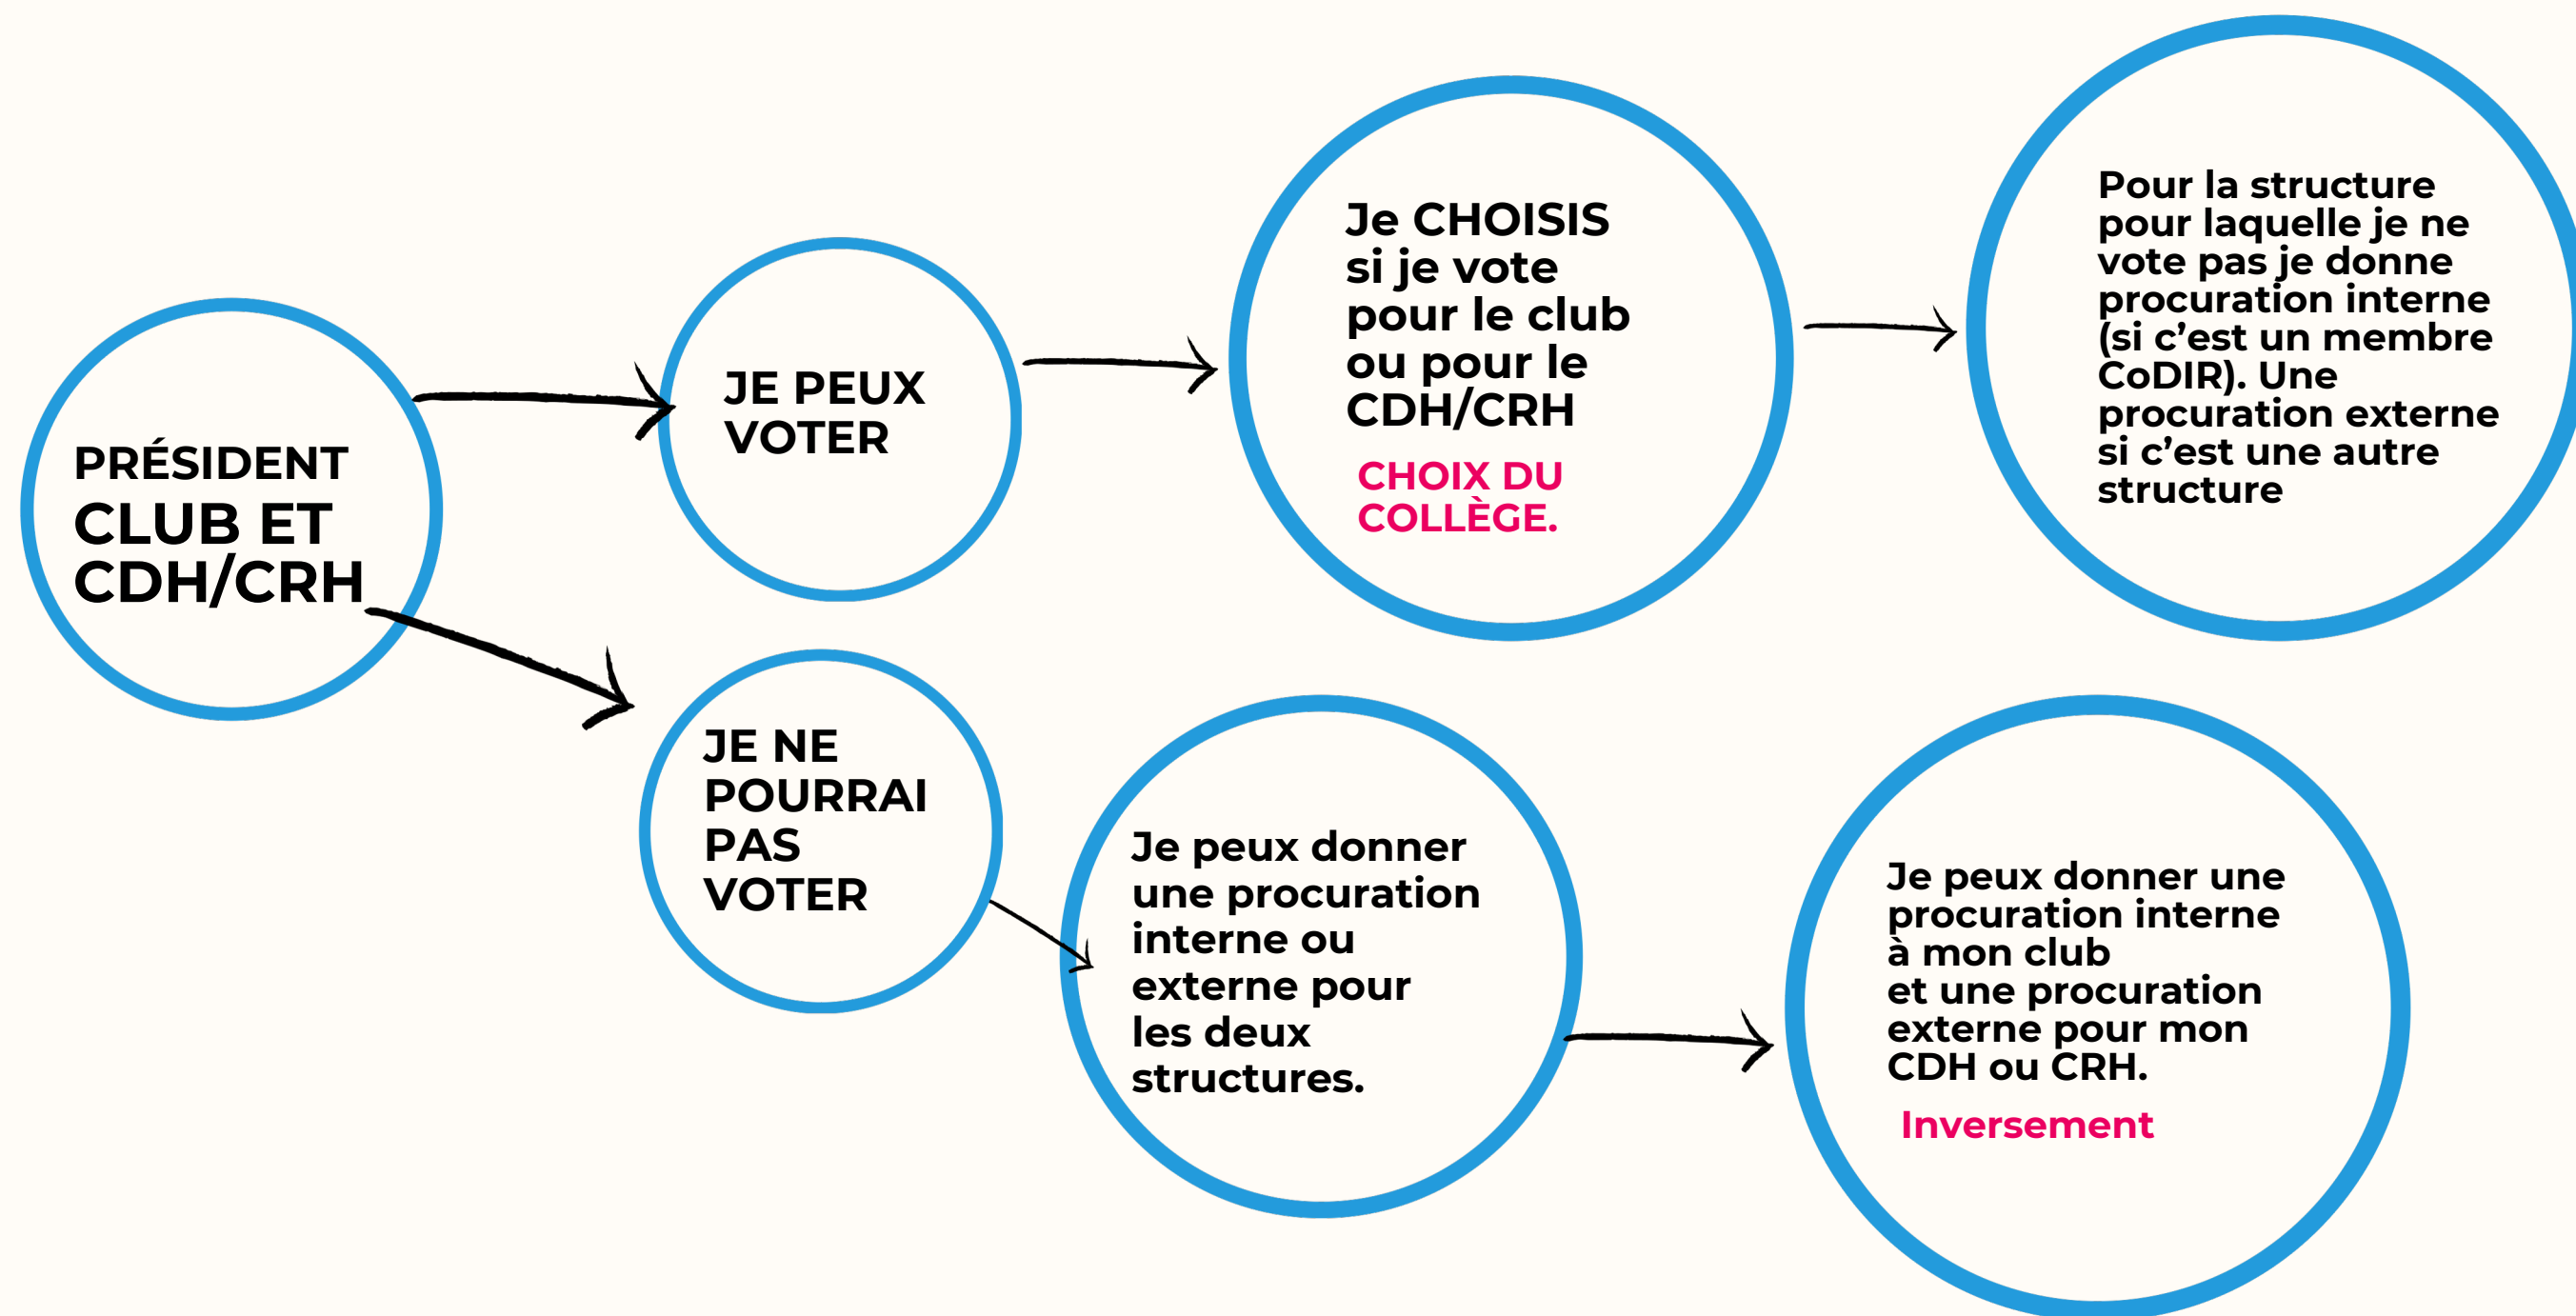 PRÉSIDENT
CLUB ET
CDH/CRH
JE PEUX
VOTER
Je CHOISIS
si je vote
pour le club
ou pour le
CDH/CRH
CHOIX DU
COLLÈGE.
Pour la structure
pour laquelle je ne
vote pas je donne
procuration interne
(si c’est un membre
CoDIR). Une
procuration externe
si c’est une autre
structure
JE NE
POURRAI
PAS
VOTER
Je peux donner
une procuration
interne ou
externe pour
les deux
structures.
Je peux donner une
procuration interne
à mon club
et une procuration
externe pour mon
CDH ou CRH.
Inversement